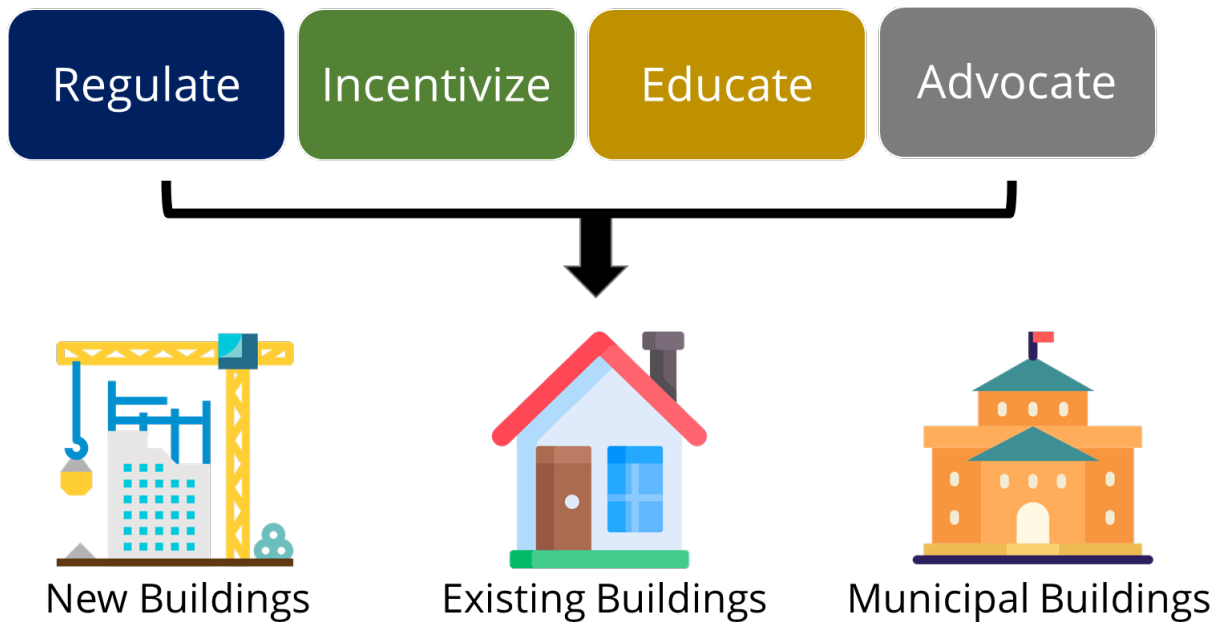 Regulate
Incentivize
Educate
Advocate
New Buildings
Existing Buildings
Municipal Buildings